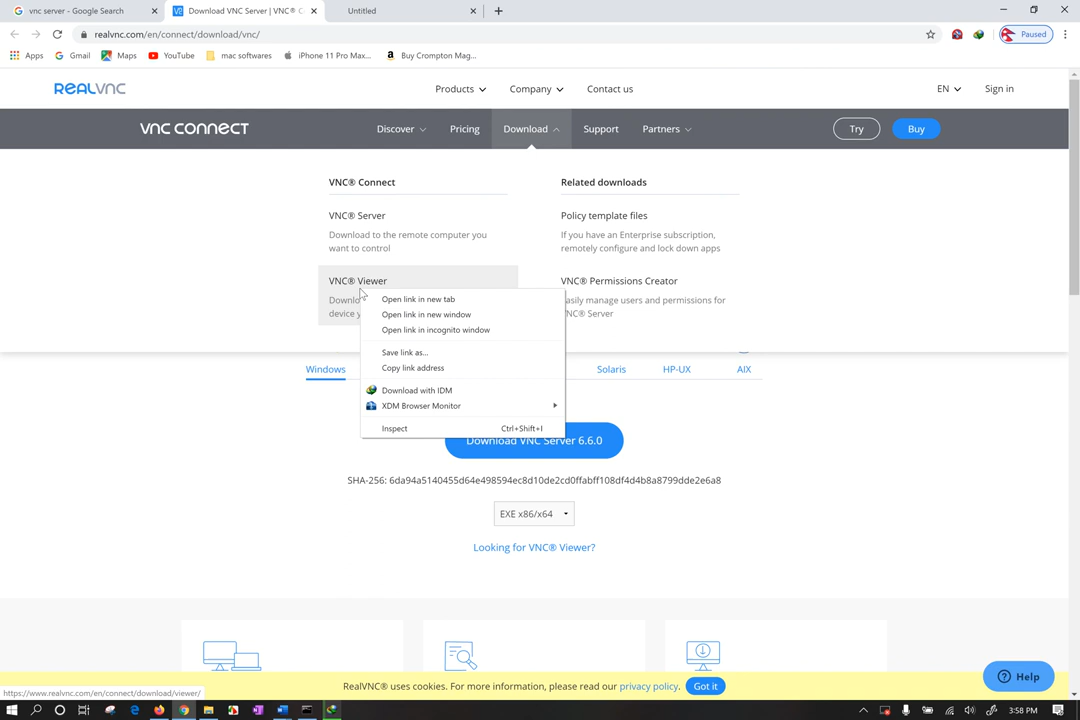 vnc server - Google Search
Download VNC Server | VNC® C
Untitled
realvnc.com/en/connect/download/vnc/
Paused
Apps
Gmail
Maps
YouTube
mac softwares
iPhone 11 Pro Max...
Buy Crompton Mag...
REALVNC
Products
Company
Contact us
EN
Sign in
vnc connect
Discover
Pricing
Download
Support
Partners
Try
Buy
VNC® Connect
Related downloads
VNC® Server
Download to the remote computer you
want to control
Policy template files
If you have an Enterprise subscription,
remotely configure and lock down apps
VNC® Viewer
device y
VNC® Permissions Creator
easily manage users and permissions for
VNC® Server
Open link in new tab
Open link in new window
Open link in incognito window
Save link as...
Copy link address
Download with IDM
XDM Browser Monitor
Inspect
Ctrl+Shift+I
Windows
Solaris
HP-UX
AIX
Download VNC Server 6.6.0
SHA-256: 6da94a5140455d64e498594ec8d10de2cd0ffabff108df4d4b8a8799dde2e6a8
EXE x86/x64
Looking for VNC® Viewer?
RealVNC® uses cookies. For more information, please read our privacy policy.
Got it
Help
https://www.realvnc.com/en/connect/download/viewer/
3:58 PM